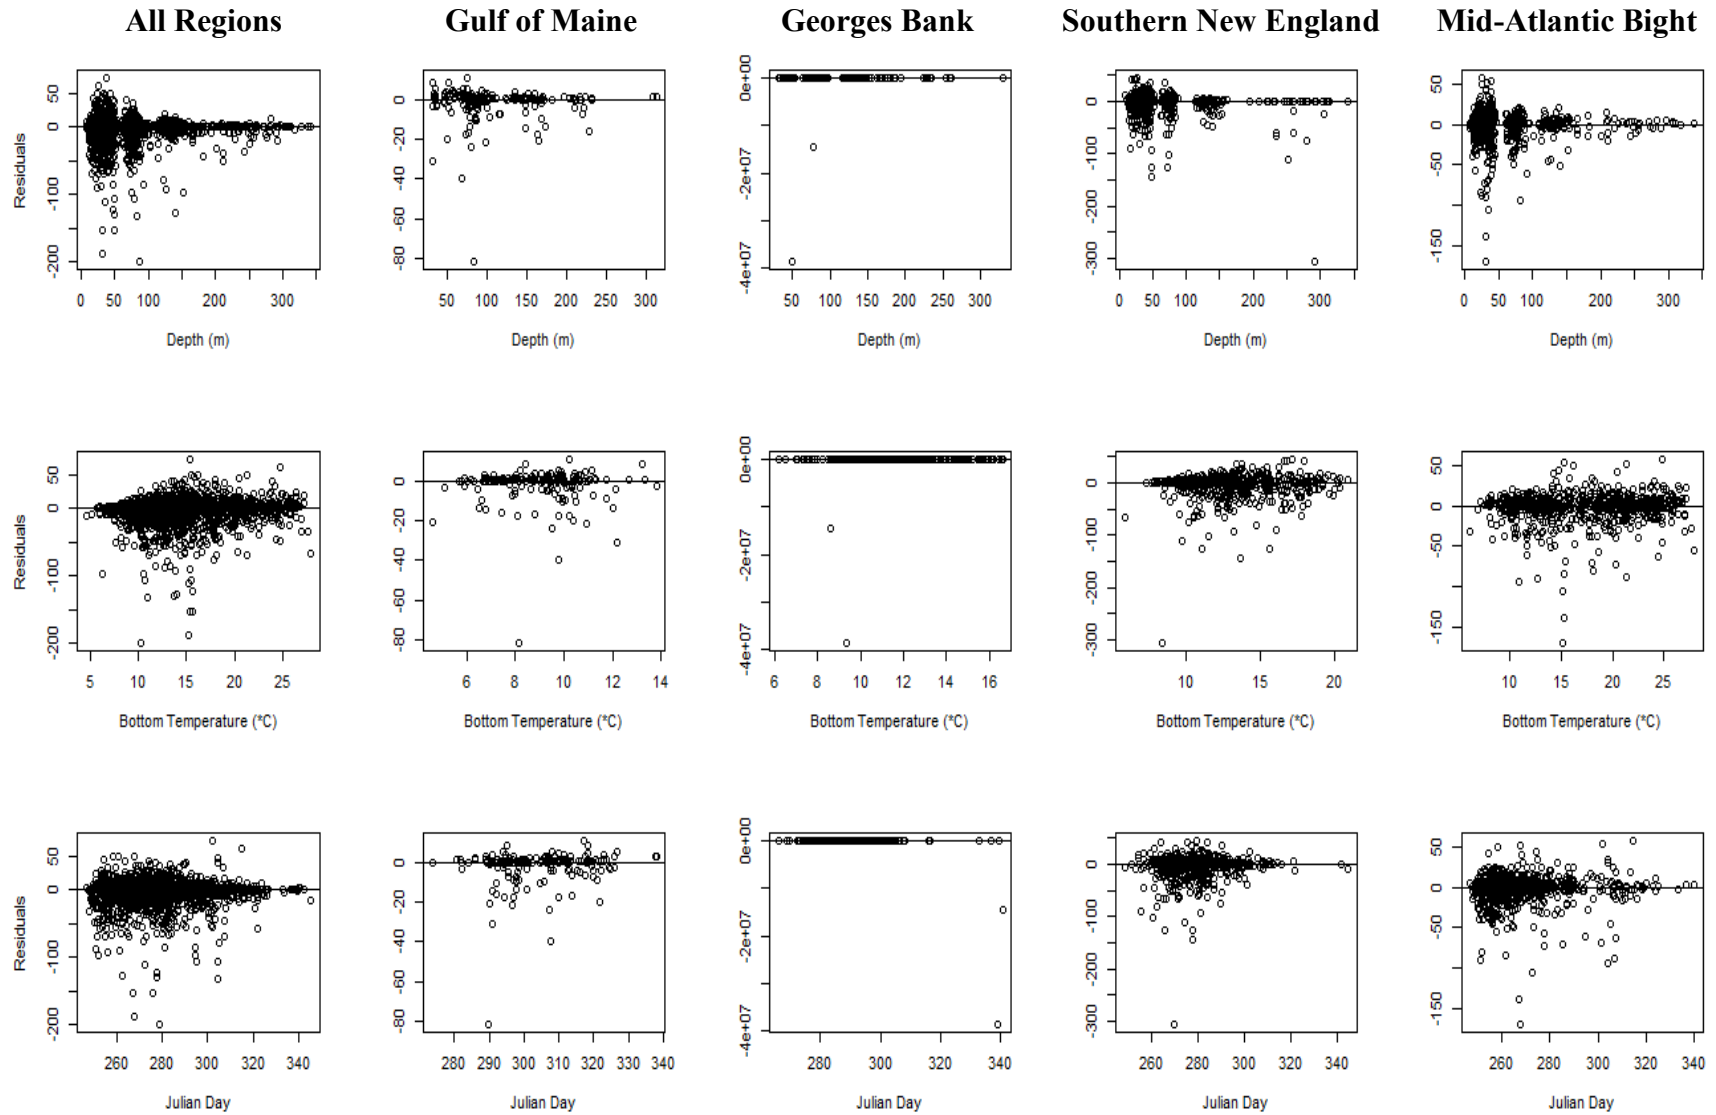 All Regions Gulf of Maine Georges Bank Southern New England Mid-Atlantic Bight
Residuals
50 0 -100 -200
0 50 100 200 300
Depth (m)
0 -20 -40 -60 -80
50 100 150 200 250 300
Depth (m)
0e+00 -2e+07 -4e+07
50 100 150 200 250 300
Depth (m)
0 -100 -200 -300
0 50 100 200 300
Depth (m)
50 0 -50 -150
0 50 100 200 300
Depth (m)
Residuals
50 0 -100 -200
5 10 15 20 25
Bottom Temperature (*C)
0 -20 -40 -60 -80
6 8 10 12 14
Bottom Temperature (*C)
0e+00 -2e+07 -4e+07
6 8 10 12 14 16
Bottom Temperature (*C)
0 -100 -200 -300
10 15 20
Bottom Temperature (*C)
50 0 -50 -150
10 15 20 25
Bottom Temperature (*C)
Residuals
50 0 -100 -200
260 280 300 320 340
Julian Day
0 -20 -40 -60 -80
280 290 300 310 320 330 340
Julian Day
0e+00 -2e+07 -4e+07
280 300 320 340
Julian Day
0 -100 -200 -300
260 280 300 320 340
Julian Day
50 0 -50 -150
260 280 300 320 340
Julian Day